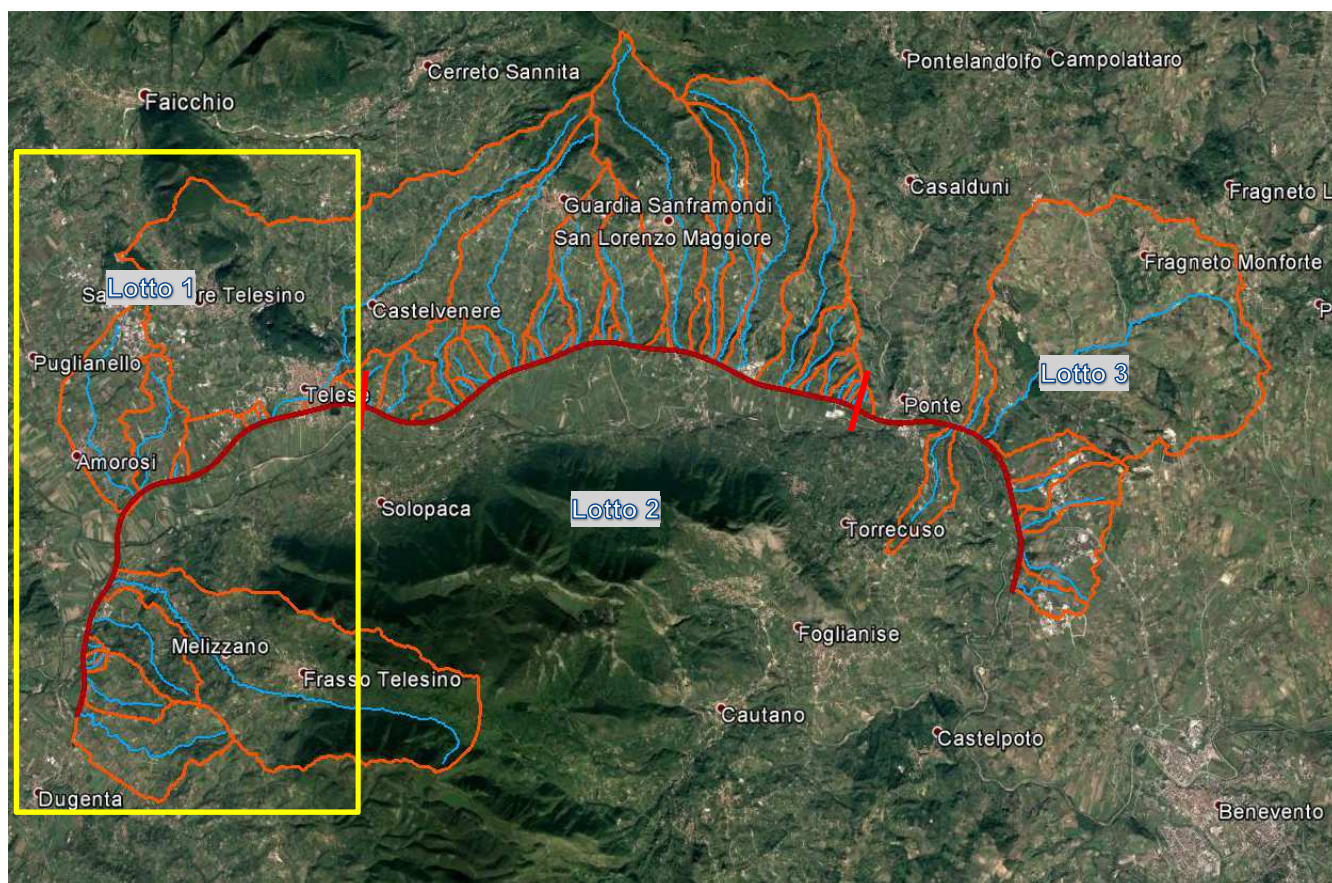 Cerreto Sannita
Pontelandolfo
Campolattaro
Faicchio
Casalduni
Fragneto L
Guardia Sanframondi
San Lorenzo Maggiore
Fragneto Monforte
Lotto 1
Telesino
Castelvenere
Puglianello
Lotto 3
Telese
Ponte
Amorosi
Solopaca
Lotto 2
Torrecuso
Melizzano
Foglianise
Frasso Telesino
Cautano
Castelpoto
Dugenta
Benevento